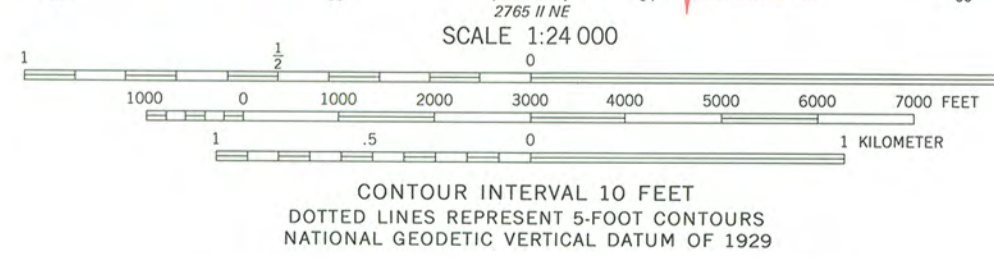 2765 II NE
SCALE 1:24 000
1 1/2 0
1000 0 1000 2000 3000 4000 5000 6000 7000 FEET
1 .5 0 1 KILOMETER
CONTOUR INTERVAL 10 FEET
DOTTED LINES REPRESENT 5-FOOT CONTOURS
NATIONAL GEODETIC VERTICAL DATUM OF 1929